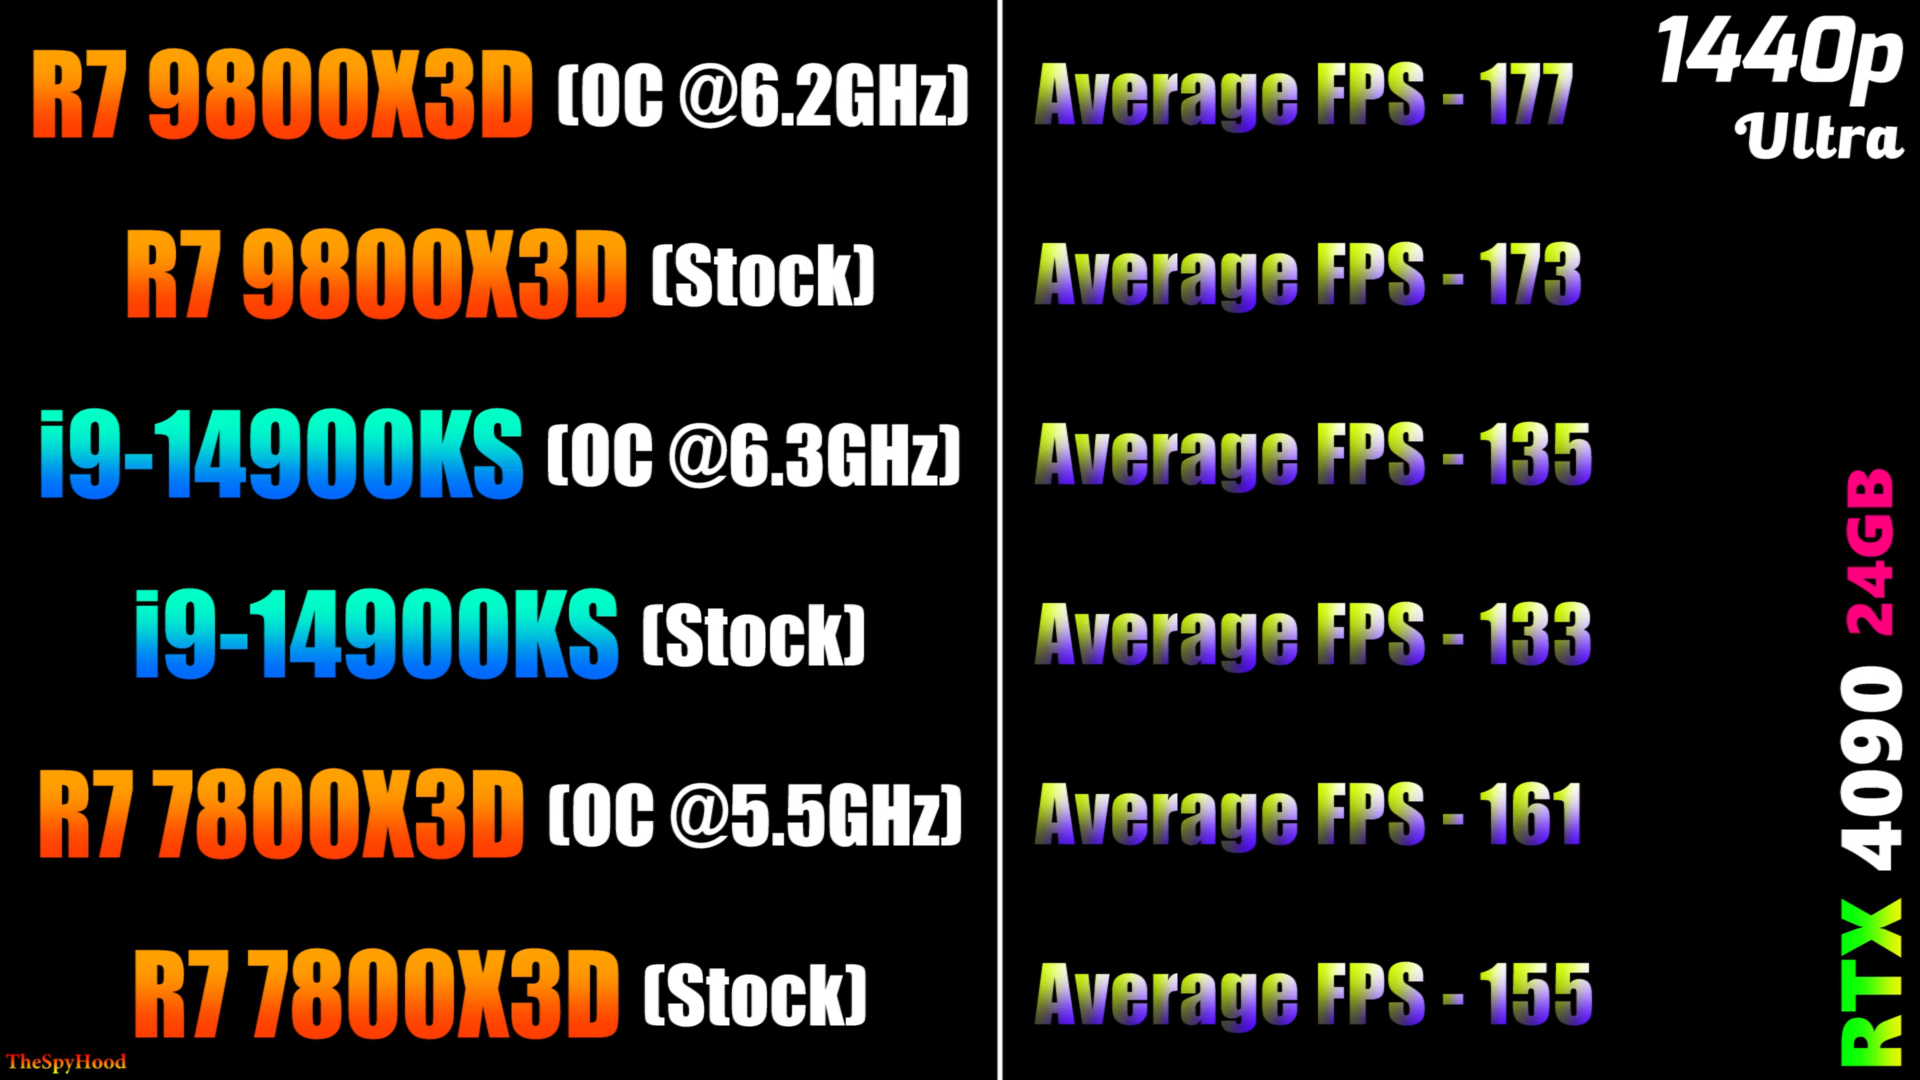 R7 9800X3D (OC @6.2GHz) Average FPS - 177
1440p
Ultra
R7 9800X3D (Stock) Average FPS - 173
i9-14900KS (OC @6.3GHz) Average FPS - 135
i9-14900KS (Stock) Average FPS - 133
R7 7800X3D (OC @5.5GHz) Average FPS - 161
R7 7800X3D (Stock) Average FPS - 155
RTX 4090 24GB
TheSpyHood